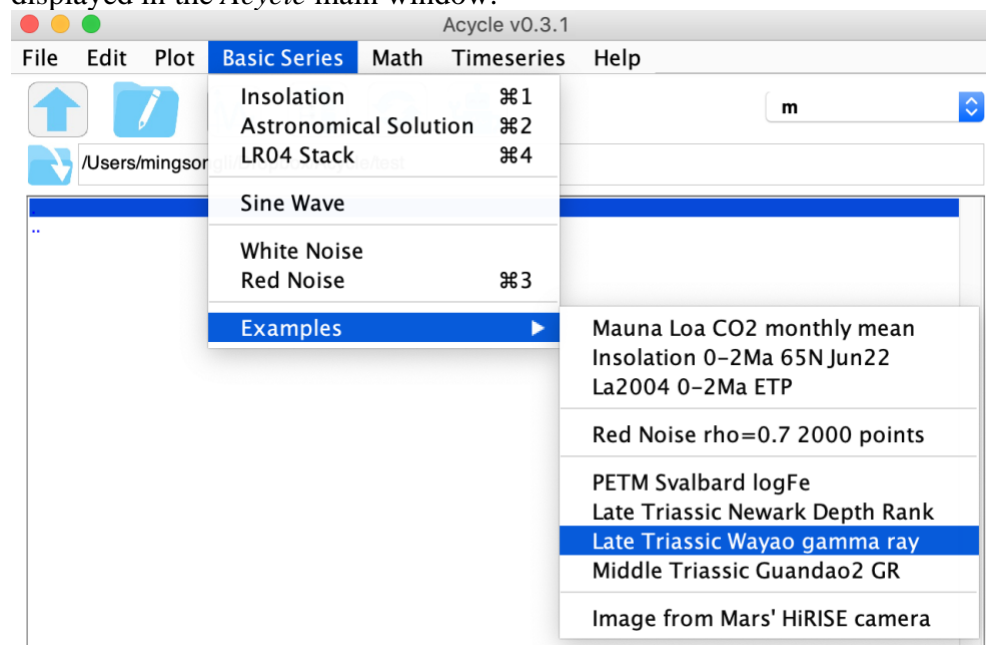 displayed in the Acycle main window.
Acycle v0.3.1
File Edit Plot Basic Series Math Timeseries Help
Insolation ⌘1
Astronomical Solution ⌘2
LR04 Stack ⌘4
m
/Users/mingsong
Sine Wave
..
White Noise
Red Noise ⌘3
Examples
Mauna Loa CO2 monthly mean
Insolation 0-2Ma 65N Jun22
La2004 0-2Ma ETP
Red Noise rho=0.7 2000 points
PETM Svalbard logFe
Late Triassic Newark Depth Rank
Late Triassic Wayao gamma ray
Middle Triassic Guandao2 GR
Image from Mars' HiRISE camera